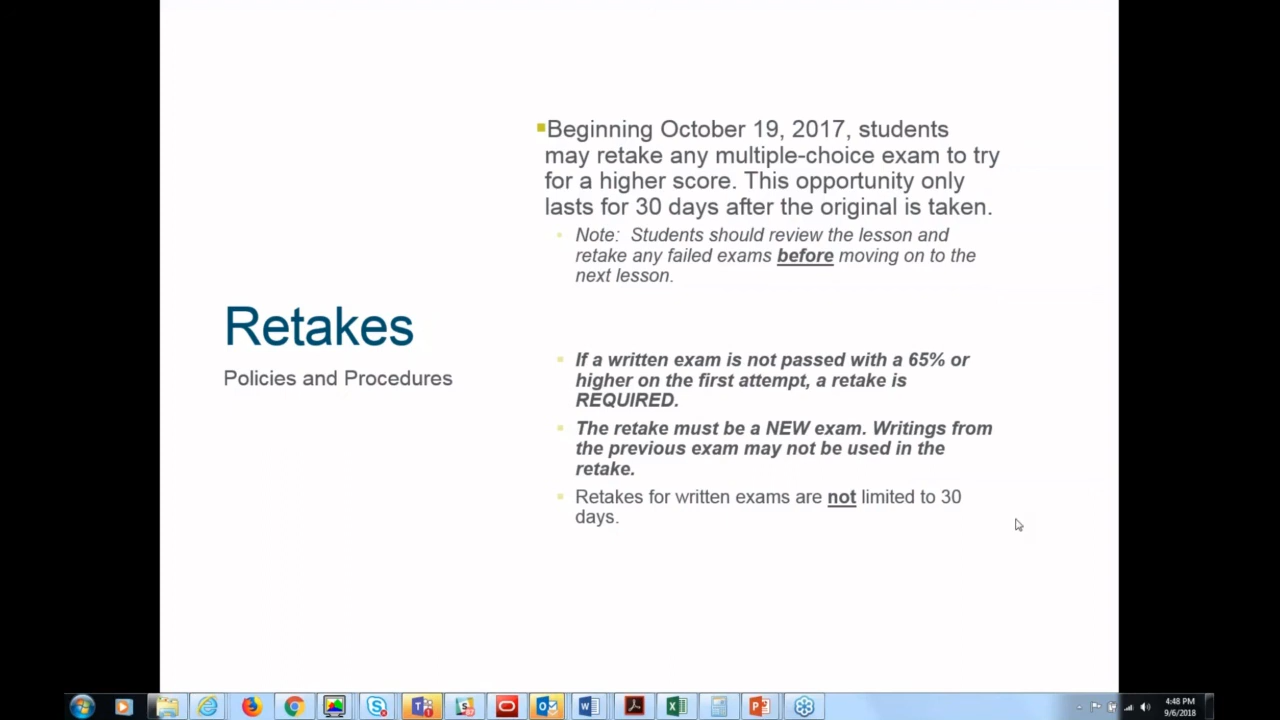 Beginning October 19, 2017, students
may retake any multiple-choice exam to try
for a higher score. This opportunity only
lasts for 30 days after the original is taken.
Note:  Students should review the lesson and
retake any failed exams before moving on to the
next lesson.
Retakes
Policies and Procedures
If a written exam is not passed with a 65% or
higher on the first attempt, a retake is
REQUIRED.
The retake must be a NEW exam. Writings from
the previous exam may not be used in the
retake.
Retakes for written exams are not limited to 30
days.
4:48 PM
9/6/2018